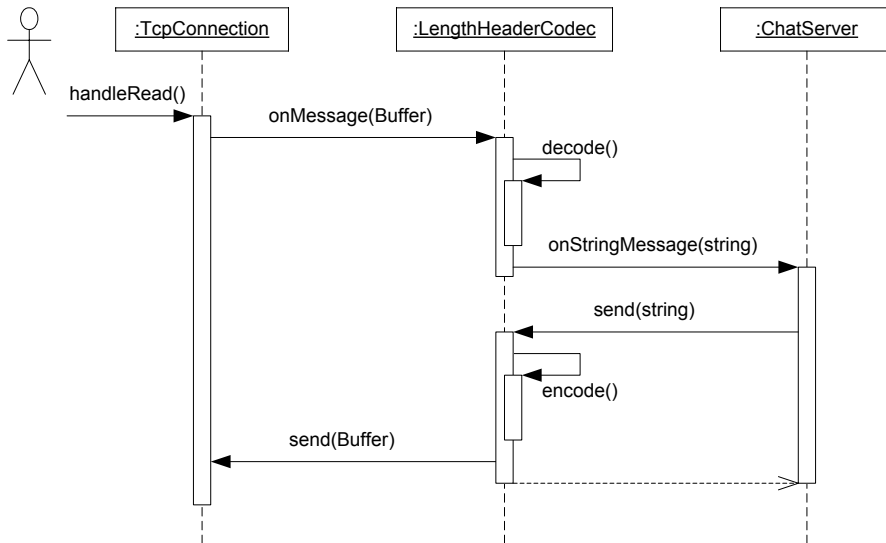 :TcpConnection
:LengthHeaderCodec
:ChatServer
handleRead()
onMessage(Buffer)
decode()
onStringMessage(string)
send(string)
encode()
send(Buffer)